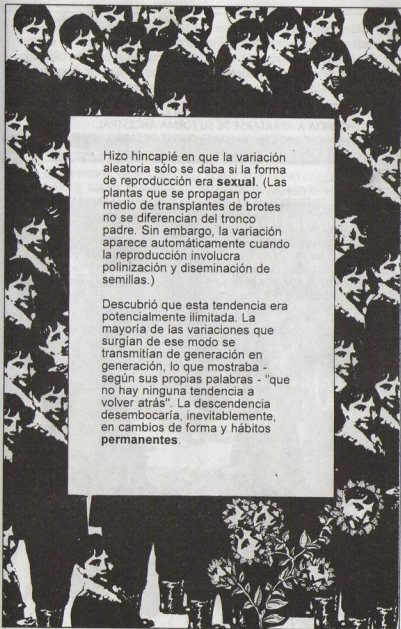 Hizo hincapié en que la variación
aleatoria sólo se daba si la forma
de reproducción era sexual. (Las
plantas que se propagan por
medio de transplantes de brotes
no se diferencian del tronco
padre. Sin embargo, la variación
aparece automáticamente cuando
la reproducción involucra
polinización y diseminación de
semillas.)

Descubrió que esta tendencia era
potencialmente ilimitada. La
mayoría de las variaciones que
surgían de ese modo se
transmitían de generación en
generación, lo que mostraba -
según sus propias palabras - "que
no hay ninguna tendencia a
volver atrás". La descendencia
desembocaría, inevitablemente,
en cambios de forma y hábitos
permanentes.